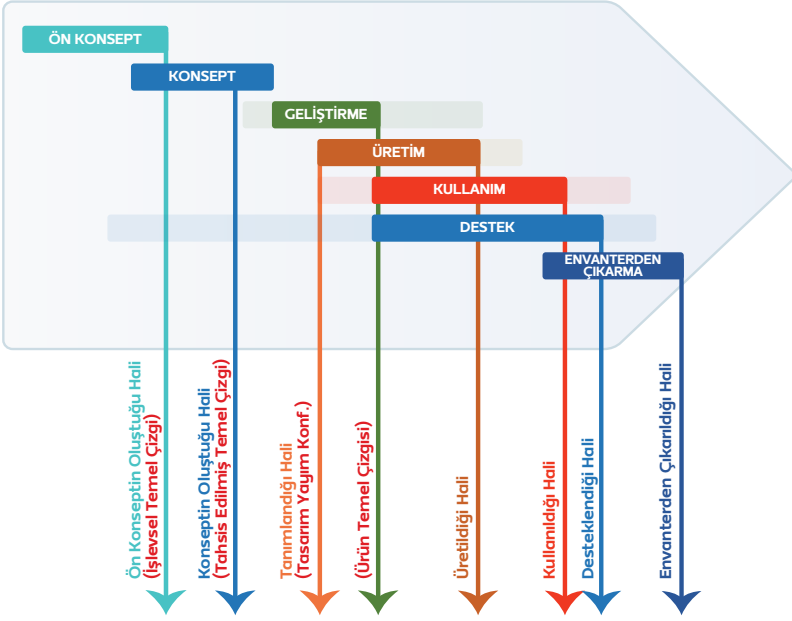 ÖN KONSEPT
KONSEPT
GELİŞTİRME
ÜRETİM
KULLANIM
DESTEK
ENVANTERDEN
ÇIKARMA
Ön Konseptin Oluştuğu Hali
(İşlevsel Temel Çizgi)
Konseptin Oluştuğu Hali
(Tahsis Edilmiş Temel Çizgi)
Tanımlandığı Hali
(Tasarım Yayım Konf.)
(Ürün Temel Çizgisi)
Üretildiği Hali
Kullanıldığı Hali
Desteklendiği Hali
Envanterden Çıkarıldığı Hali